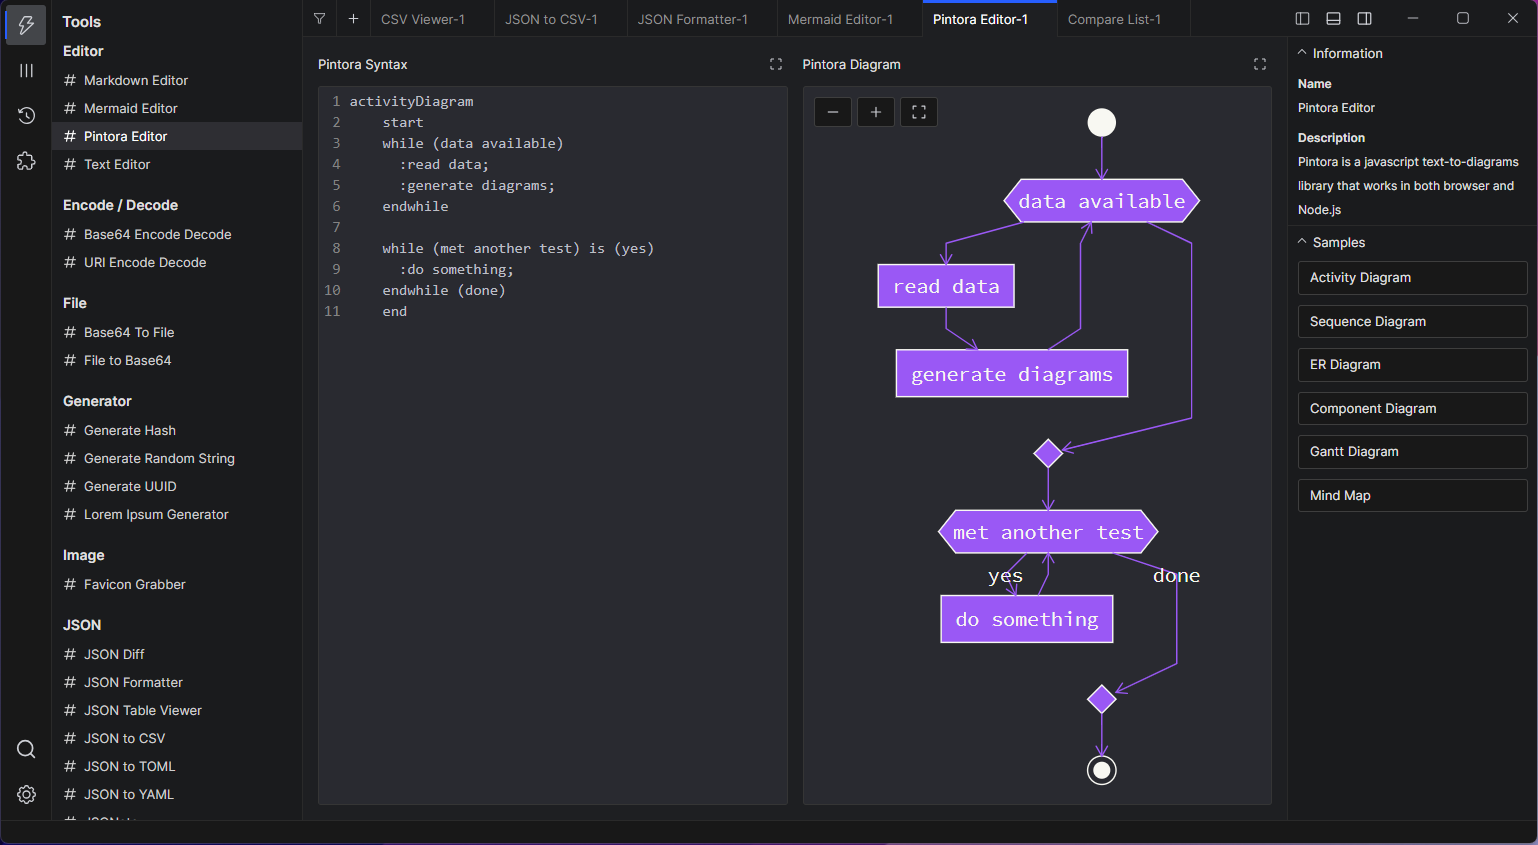 Tools
Editor
# Markdown Editor
# Mermaid Editor
# Pintora Editor
# Text Editor
Encode / Decode
# Base64 Encode Decode
# URI Encode Decode
File
# Base64 To File
# File to Base64
Generator
# Generate Hash
# Generate Random String
# Generate UUID
# Lorem Ipsum Generator
Image
# Favicon Grabber
JSON
# JSON Diff
# JSON Formatter
# JSON Table Viewer
# JSON to CSV
# JSON to TOML
# JSON to YAML
CSV Viewer-1
JSON to CSV-1
JSON Formatter-1
Mermaid Editor-1
Pintora Editor-1
Compare List-1
Pintora Syntax
1 activityDiagram
2 start
3 while (data available)
4 :read data;
5 :generate diagrams;
6 endwhile
7
8 while (met another test) is (yes)
9 :do something;
10 endwhile (done)
11 end
Pintora Diagram
data available
read data
generate diagrams
met another test
yes
done
do something
Information
Name
Pintora Editor
Description
Pintora is a javascript text-to-diagrams
library that works in both browser and
Node.js
Samples
Activity Diagram
Sequence Diagram
ER Diagram
Component Diagram
Gantt Diagram
Mind Map